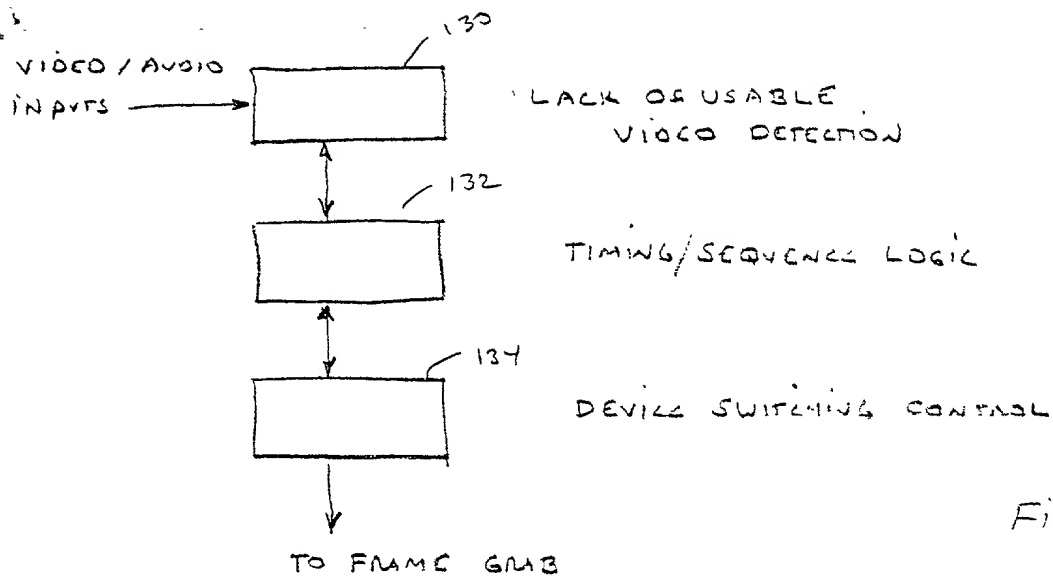 130
VIDEO / AUDIO
INPUTS
LACK OF USABLE
VIDEO DETECTION
132
TIMING/SEQUENCE LOGIC
134
DEVICE SWITCHING CONTROL
Fi
TO FRAME GRAB